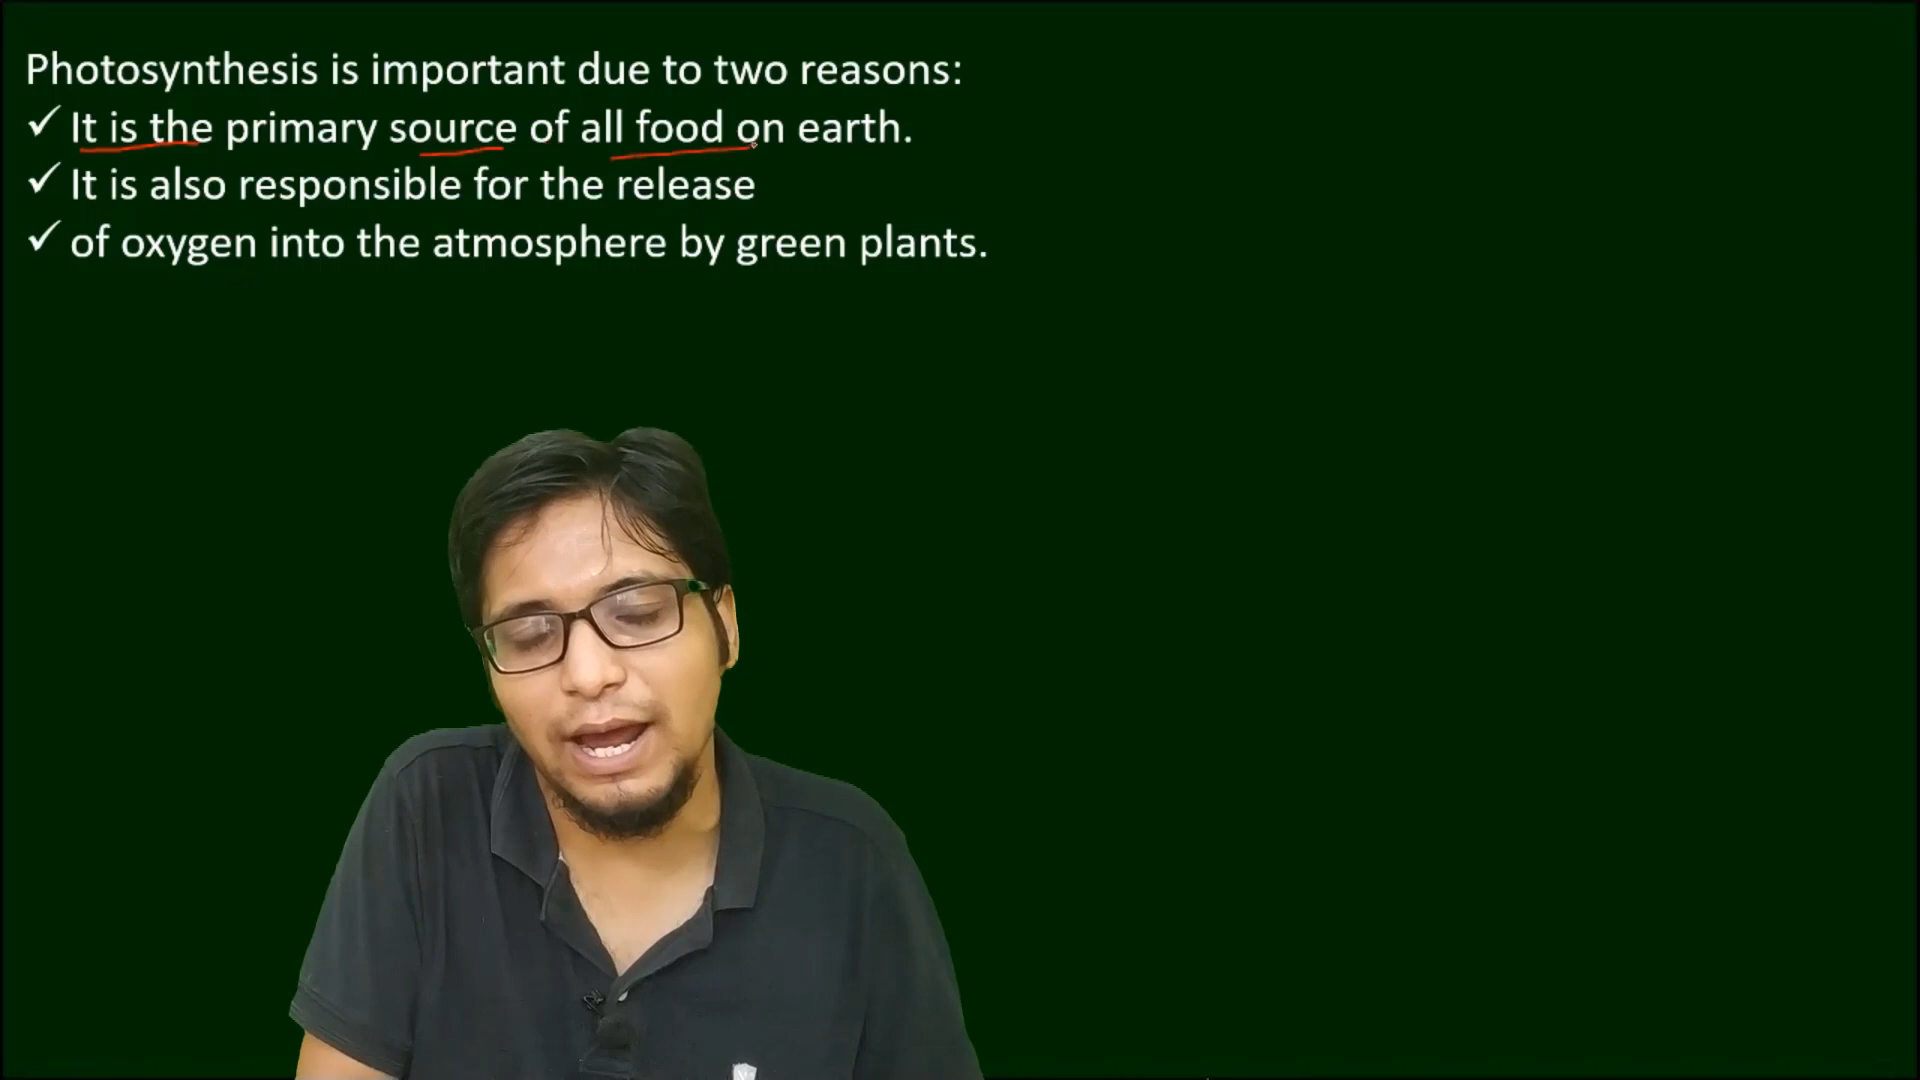 Photosynthesis is important due to two reasons:
✓ It is the primary source of all food on earth.
✓ It is also responsible for the release
✓ of oxygen into the atmosphere by green plants.